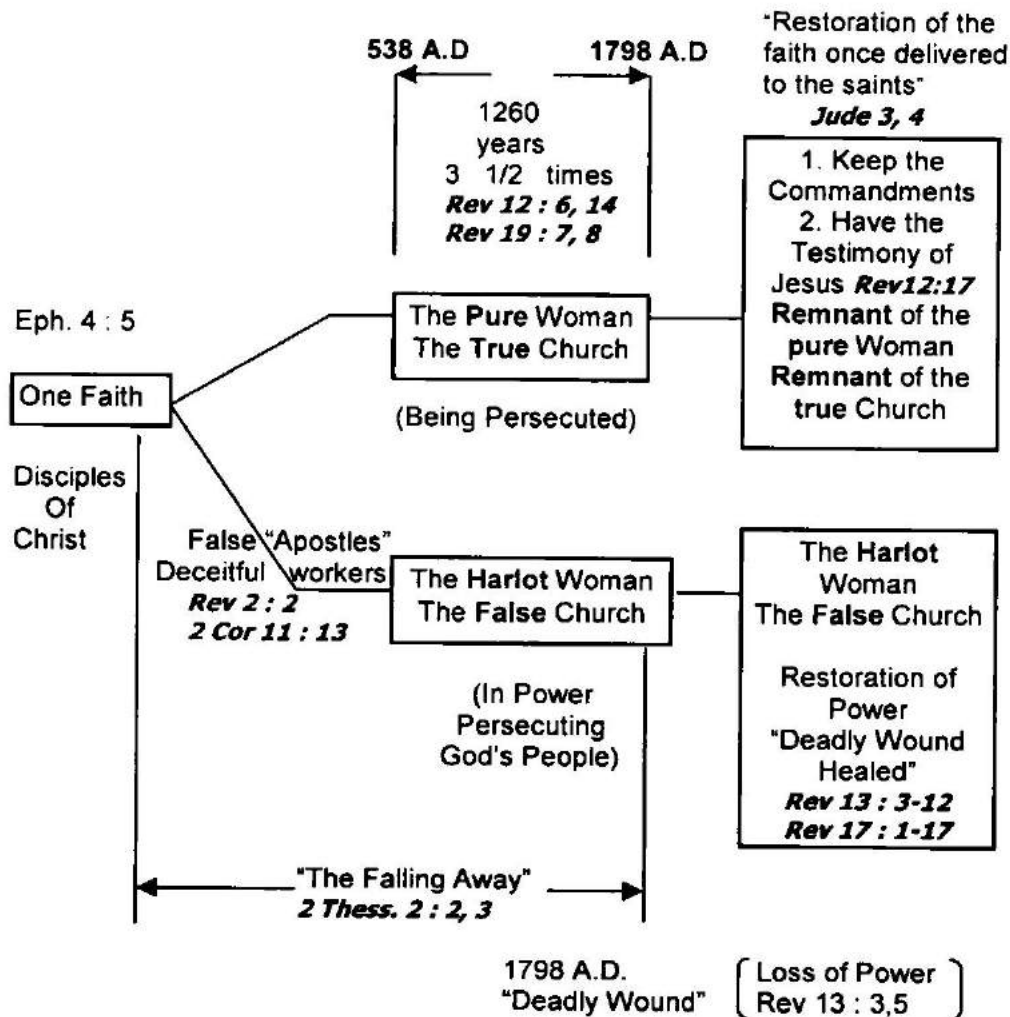 538 A.D
1798 A.D
1260
years
3 1/2 times
Rev 12 : 6, 14
Rev 19 : 7, 8
"Restoration of the
faith once delivered
to the saints"
Jude 3, 4
1. Keep the
Commandments
2. Have the
Testimony of
Jesus Rev12:17
Remnant of the
pure Woman
Remnant of the
true Church
Eph. 4 : 5
One Faith
Disciples
Of
Christ
The Pure Woman
The True Church
(Being Persecuted)
False "Apostles"
Deceitful workers
Rev 2 : 2
2 Cor 11 : 13
The Harlot Woman
The False Church
(In Power
Persecuting
God's People)
The Harlot
Woman
The False Church
Restoration of
Power
"Deadly Wound
Healed"
Rev 13 : 3-12
Rev 17 : 1-17
"The Falling Away"
2 Thess. 2 : 2, 3
1798 A.D.
"Deadly Wound"
Loss of Power
Rev 13 : 3,5